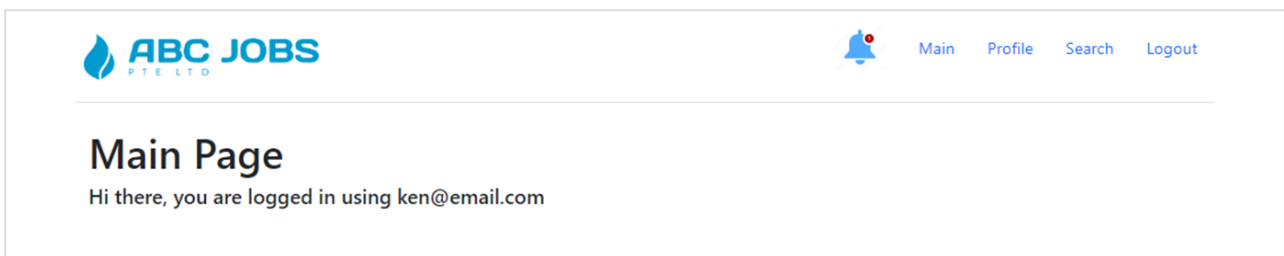 ABC JOBS
PTE LTD
Main Profile Search Logout
Main Page
Hi there, you are logged in using ken@email.com